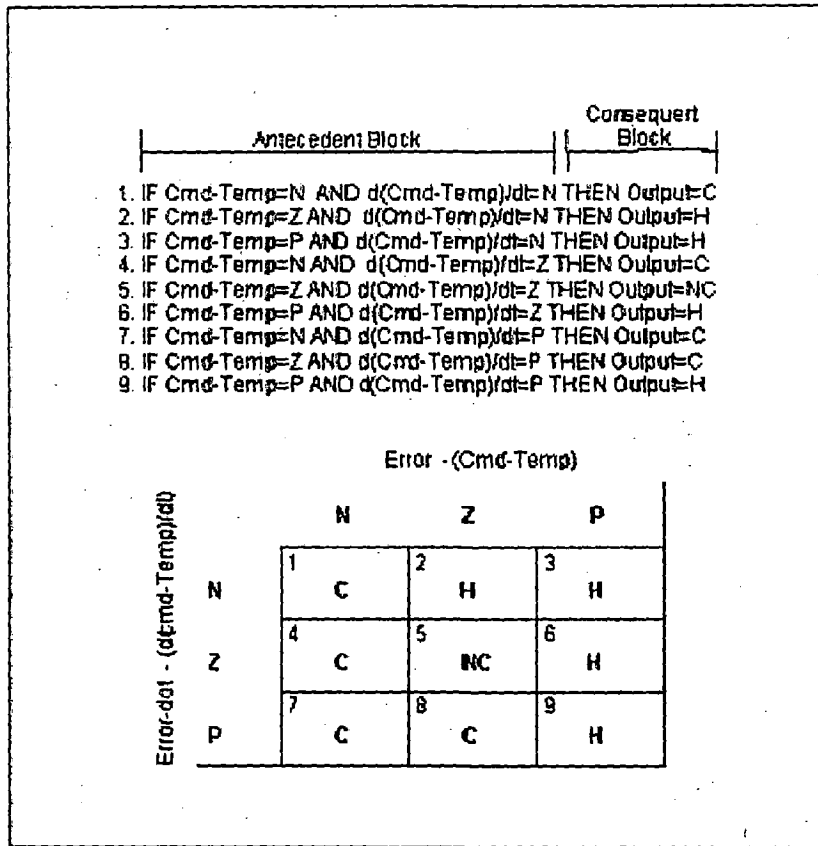 Consequent
Antecedent Block Block
1. IF Cmd-Temp=N AND d(Cmd-Temp)/dt=N THEN Output=C
2. IF Cmd-Temp=Z AND d(Cmd-Temp)/dt=N THEN Output=H
3. IF Cmd-Temp=P AND d(Cmd-Temp)/dt=N THEN Output=H
4. IF Cmd-Temp=N AND d(Cmd-Temp)/dt=Z THEN Output=C
5. IF Cmd-Temp=Z AND d(Cmd-Temp)/dt=Z THEN Output=NC
6. IF Cmd-Temp=P AND d(Cmd-Temp)/dt=Z THEN Output=H
7. IF Cmd-Temp=N AND d(Cmd-Temp)/dt=P THEN Output=C
8. IF Cmd-Temp=Z AND d(Cmd-Temp)/dt=P THEN Output=C
9. IF Cmd-Temp=P AND d(Cmd-Temp)/dt=P THEN Output=H
Error - (Cmd-Temp)
Error-dot - (d(cmd-Temp)/dt)
N Z P
1 2 3
N C H H
4 5 6
Z C NC H
7 8 9
P C C H